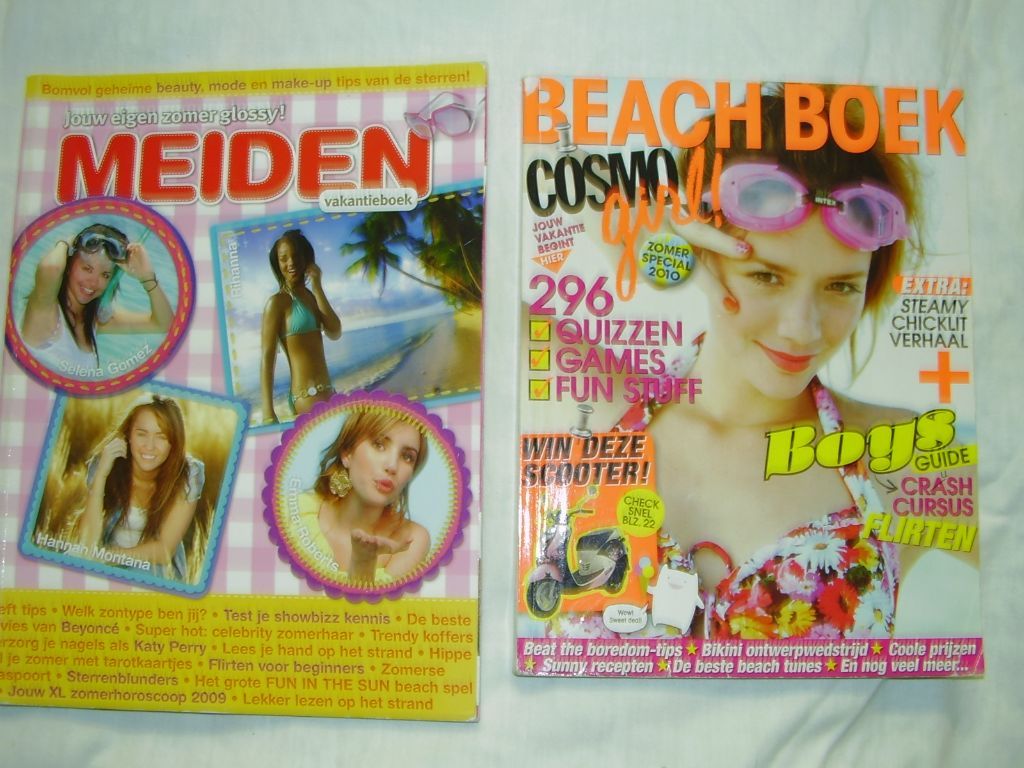 Bomvol geheime beauty, mode en make-up tips van de sterren!
Jouw eigen zomer glossy!
MEIDEN
vakantieboek
Selena Gomez
Rihanna
Hannah Montana
Emma Roberts
eft tips • Welk zontype ben jij? • Test je showbizz kennis • De beste
vies van Beyoncé • Super hot: celebrity zomerhaar • Trendy koffers
erzorg je nagels als Katy Perry • Lees je hand op het strand • Hippe
l je zomer met tarotkaartjes • Flirten voor beginners • Zomerse
aspoort • Sterrenblunders • Het grote FUN IN THE SUN beach spel
• Jouw XL zomerhoroscoop 2009 • Lekker lezen op het strand
BEACH BOEK
COSMO
girl!
INTEX
JOUW
VAKANTIE
BEGINT
HIER
ZOMER
SPECIAL
2010
296
QUIZZEN
GAMES
FUN STUFF
EXTRA:
STEAMY
CHICKLIT
VERHAAL
+
Boys
GUIDE
CRASH
CURSUS
FLIRTEN
WIN DEZE
SCOOTER!
CHECK
SNEL
BLZ. 22
Wow!
Sweet deal!
Beat the boredom-tips ★ Bikini ontwerpwedstrijd ★ Coole prijzen
★ Sunny recepten ★ De beste beach tunes ★ En nog veel meer...